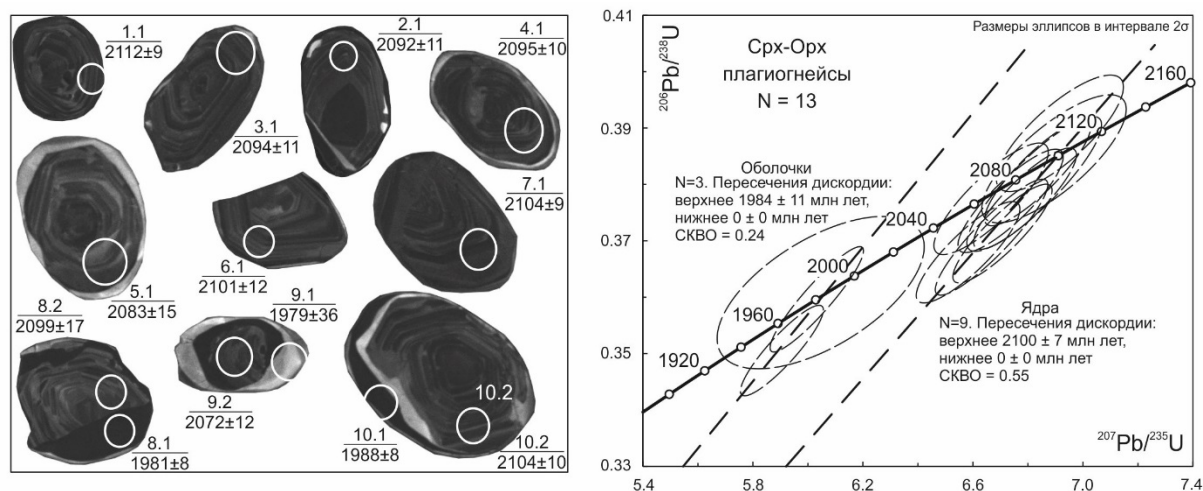 1.1
2112±9
3.1
2094±11
2.1
2092±11
4.1
2095±10
7.1
2104±9
6.1
2101±12
5.1
2083±15
8.2
2099±17
9.1
1979±36
9.2
2072±12
8.1
1981±8
10.2
10.1
1988±8
10.2
2104±10
Размеры эллипсов в интервале 2σ
206Pb/238U
Cpx-Opx
плагиогнейсы
N = 13
Оболочки
N=3. Пересечения дискордии:
верхнее 1984 ± 11 млн лет,
нижнее 0 ± 0 млн лет
СКВО = 0.24
Ядра
N=9. Пересечения дискордии:
верхнее 2100 ± 7 млн лет,
нижнее 0 ± 0 млн лет
СКВО = 0.55
2160
2120
2080
2040
2000
1960
1920
0.41
0.39
0.37
0.35
0.33
207Pb/235U
5.4 5.8 6.2 6.6 7.0 7.4